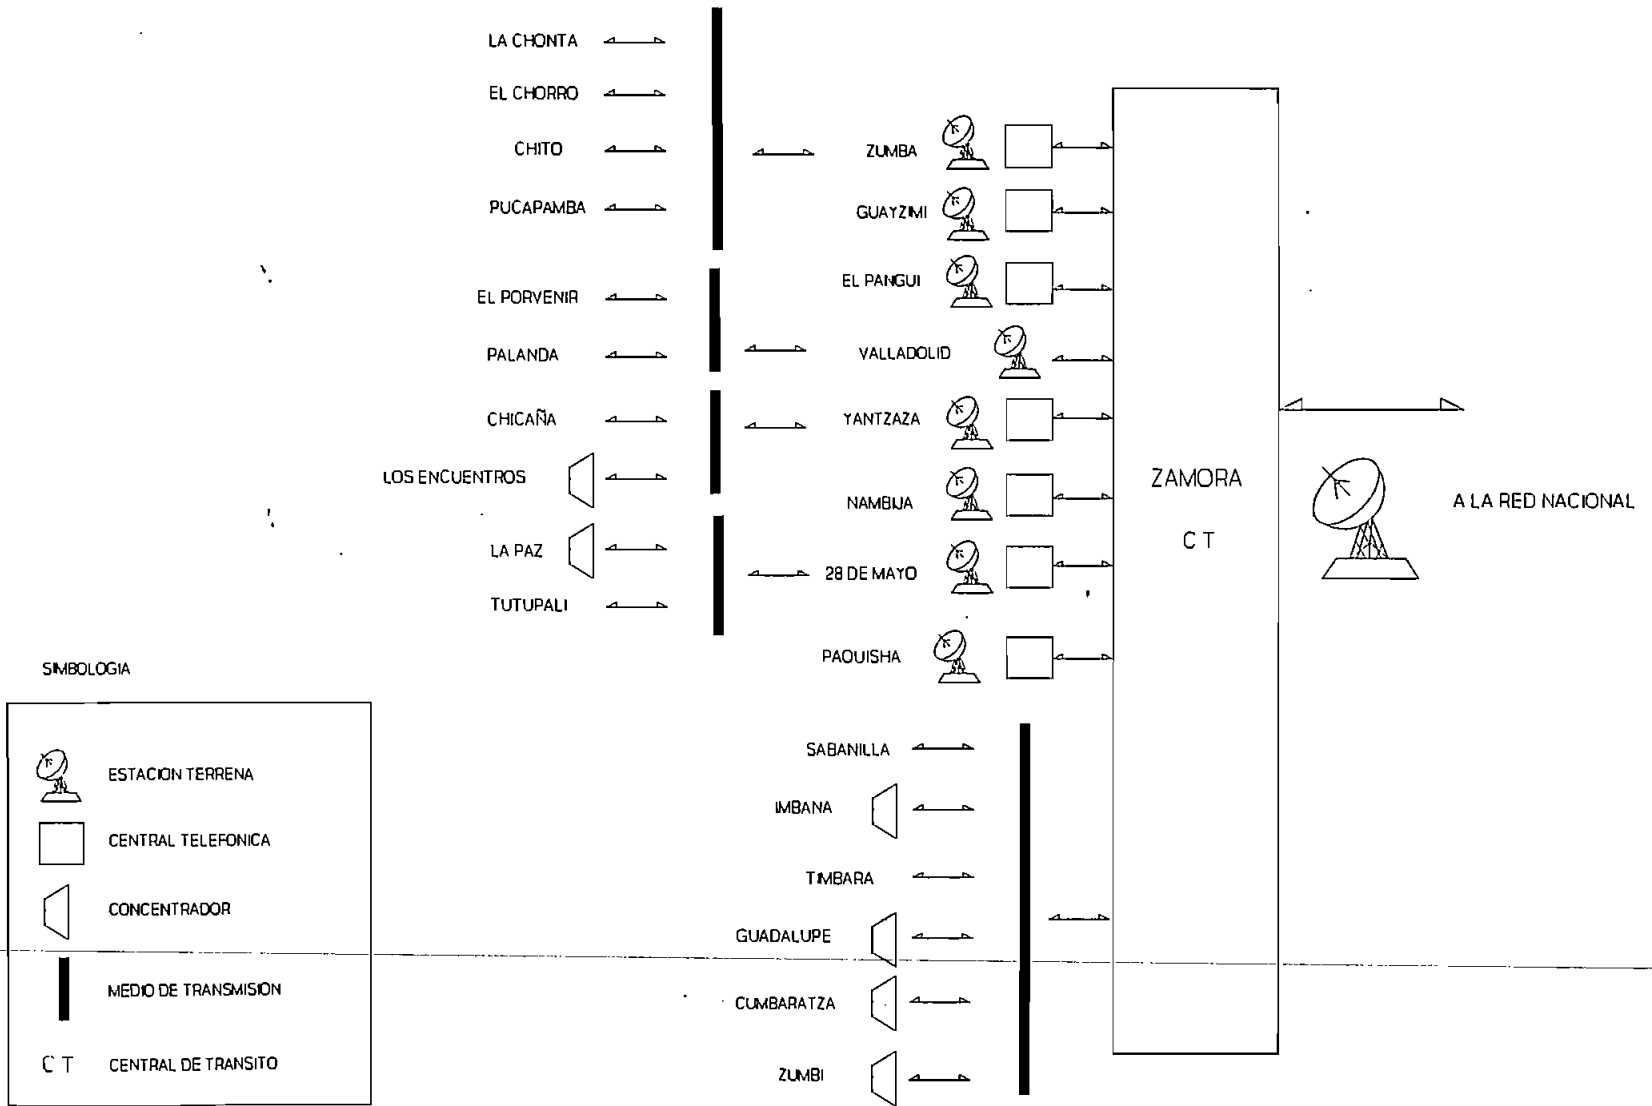 LA CHONTA
EL CHORRO
CHITO
PUCAPAMBA
EL PORVENIR
PALANDA
CHICAÑA
LOS ENCUENTROS
LA PAZ
TUTUPALI
ZUMBA
GUAYZIMI
EL PANGUI
VALLADOLID
YANTZAZA
NAMBIJA
28 DE MAYO
PAQUISHA
SABANILLA
IMBANA
TIMBARA
GUADALUPE
CUMBARATZA
ZUMBI
ZAMORA
C T
A LA RED NACIONAL
SIMBOLOGIA
ESTACION TERRENA
CENTRAL TELEFONICA
CONCENTRADOR
MEDIO DE TRANSMISION
C T CENTRAL DE TRANSITO